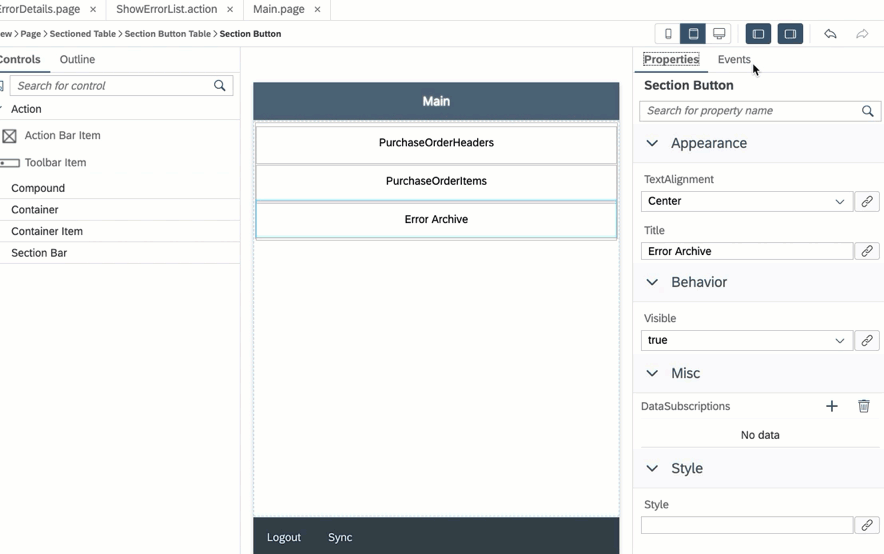 ErrorDetails.page × ShowErrorList.action × Main.page ×
ew > Page > Sectioned Table > Section Button Table > Section Button
Controls Outline
Search for control
Action
Action Bar Item
Toolbar Item
Compound
Container
Container Item
Section Bar
Main
PurchaseOrderHeaders
PurchaseOrderItems
Error Archive
Logout Sync
Properties Events
Section Button
Search for property name
Appearance
TextAlignment
Center
Title
Error Archive
Behavior
Visible
true
Misc
DataSubscriptions
No data
Style
Style